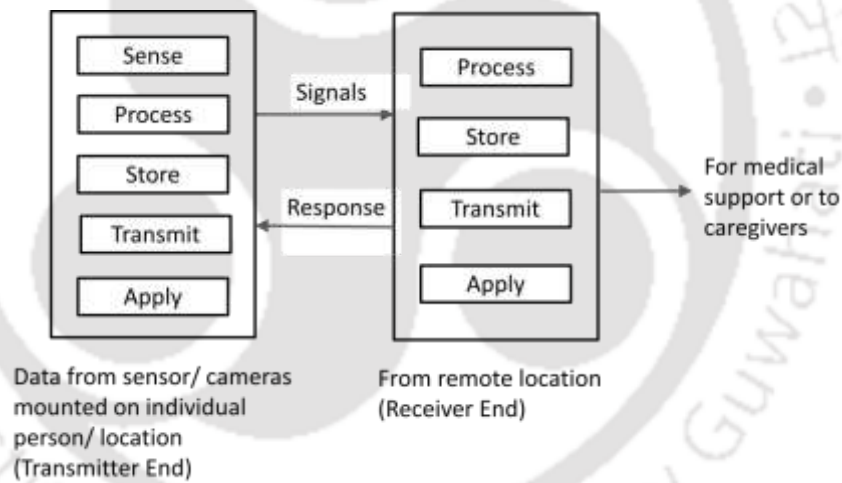 Sense
Process
Store
Transmit
Apply
Signals
Response
Process
Store
Transmit
Apply
For medical
support or to
caregivers
Data from sensor/ cameras
mounted on individual
person/ location
(Transmitter End)
From remote location
(Receiver End)
Guwahati